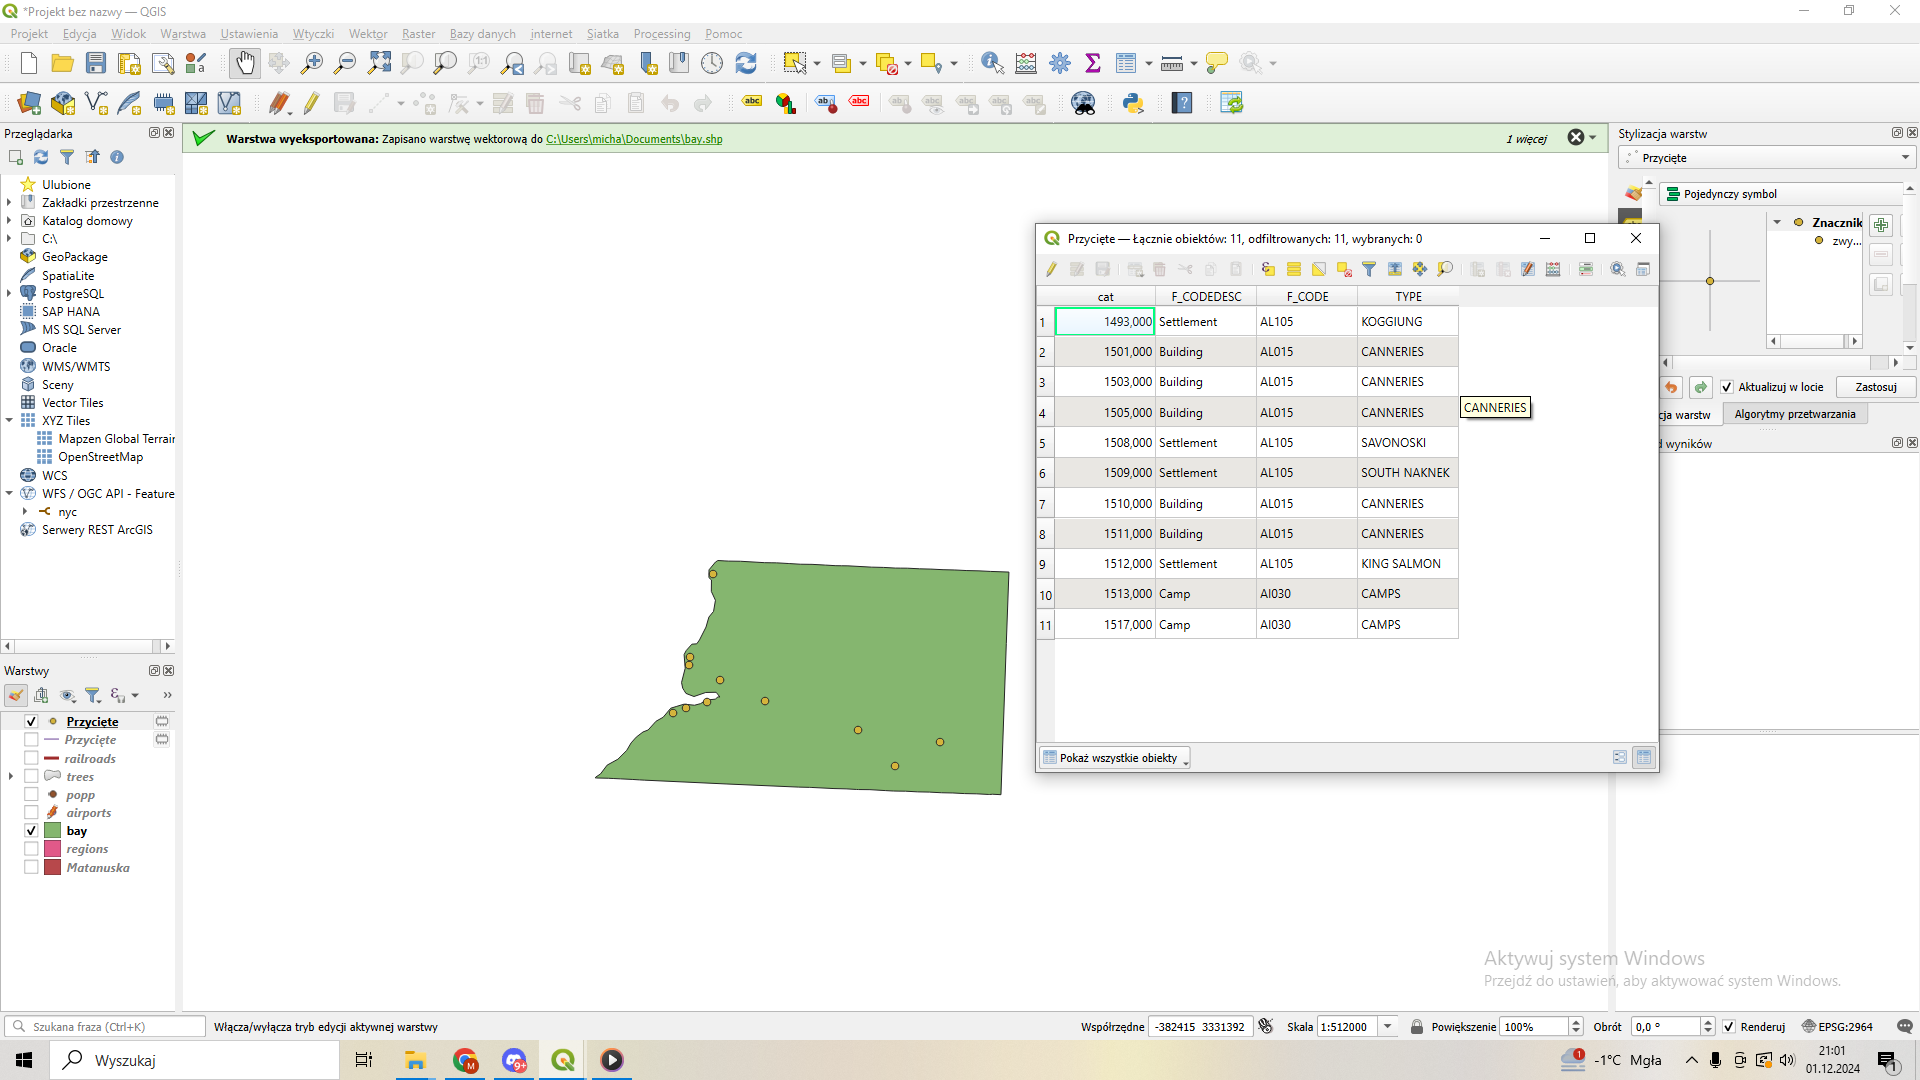 *Projekt bez nazwy — QGIS
Projekt Edycja Widok Warstwa Ustawienia Wtyczki Wektor Raster Bazy danych internet Siatka Processing Pomoc
Przeglądarka
Warstwa wyeksportowana: Zapisano warstwę wektorową do C:\Users\micha\Documents\bay.shp
1 więcej
Ulubione
Zakładki przestrzenne
Katalog domowy
C:\
GeoPackage
SpatiaLite
PostgreSQL
SAP HANA
MS SQL Server
Oracle
WMS/WMTS
Sceny
Vector Tiles
XYZ Tiles
Mapzen Global Terrain
OpenStreetMap
WCS
WFS / OGC API - Feature
nyc
Serwery REST ArcGIS
Warstwy
Przycięte
Przycięte
railroads
trees
popp
airports
bay
regions
Matanuska
Przycięte — Łącznie obiektów: 11, odfiltrowanych: 11, wybranych: 0
cat F_CODEDESC F_CODE TYPE
1 1493,000 Settlement AL105 KOGGIUNG
2 1501,000 Building AL015 CANNERIES
3 1503,000 Building AL015 CANNERIES
4 1505,000 Building AL015 CANNERIES
5 1508,000 Settlement AL105 SAVONOSKI
6 1509,000 Settlement AL105 SOUTH NAKNEK
7 1510,000 Building AL015 CANNERIES
8 1511,000 Building AL015 CANNERIES
9 1512,000 Settlement AL105 KING SALMON
10 1513,000 Camp AI030 CAMPS
11 1517,000 Camp AI030 CAMPS
CANNERIES
Pokaż wszystkie obiekty
Stylizacja warstw
Przycięte
Pojedynczy symbol
Znacznik
zwy...
Aktualizuj w locie
Zastosuj
cja warstw
Algorytmy przetwarzania
d wyników
Aktywuj system Windows
Przejdź do ustawień, aby aktywować system Windows.
Szukana fraza (Ctrl+K)
Włącza/wyłącza tryb edycji aktywnej warstwy
Współrzędne -382415 3331392
Skala 1:512000
Powiększenie 100%
Obrót 0,0 °
Renderuj
EPSG:2964
Wyszukaj
-1°C Mgła
21:01
01.12.2024